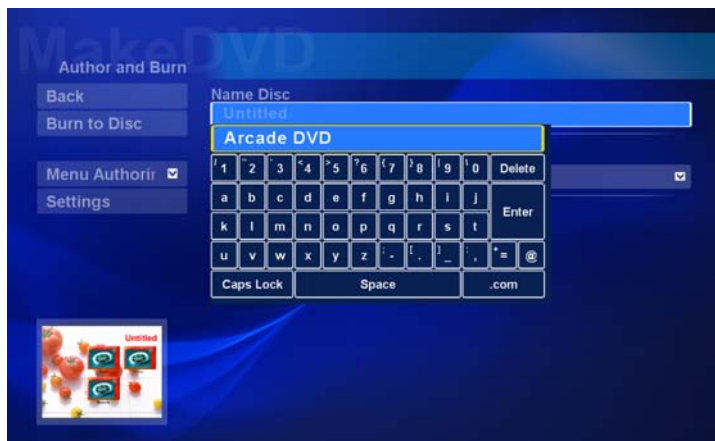 MakeDVD
Author and Burn
Back
Burn to Disc
Menu Authorin
Settings
Name Disc
Untitled
Arcade DVD
1 2 3 < 4 > 5 ? 6 { 7 } 8 | 9 \ 0 Delete
a b c d e f g h i j
Enter
k l m n o p q r s t
u v w x y z ; - [ . ] _ : , + = @
Caps Lock Space .com
Untitled